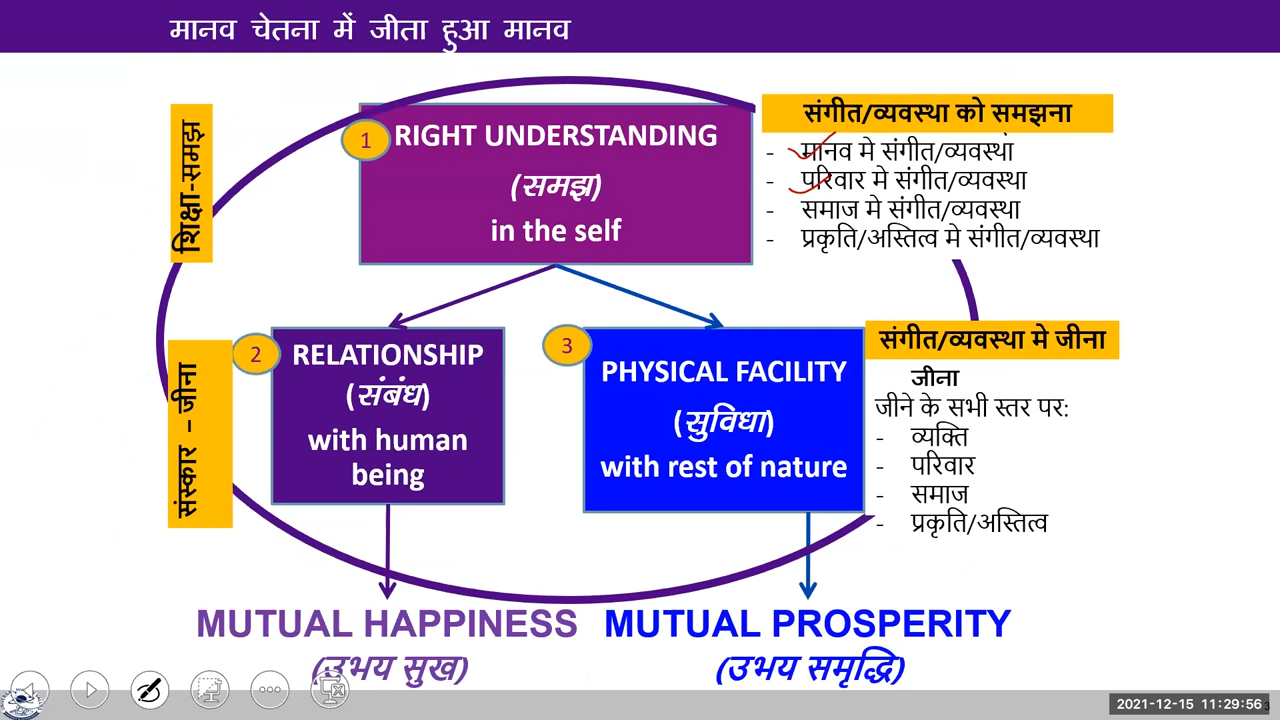 मानव चेतना में जीता हुआ मानव
शिक्षा-समझ
1
RIGHT UNDERSTANDING
(समझ)
in the self
संगीत/व्यवस्था को समझना
- मानव मे संगीत/व्यवस्था
- परिवार मे संगीत/व्यवस्था
- समाज मे संगीत/व्यवस्था
- प्रकृति/अस्तित्व मे संगीत/व्यवस्था
संस्कार – जीना
2
RELATIONSHIP
(संबंध)
with human
being
3
PHYSICAL FACILITY
(सुविधा)
with rest of nature
संगीत/व्यवस्था मे जीना
जीना
जीने के सभी स्तर पर:
- व्यक्ति
- परिवार
- समाज
- प्रकृति/अस्तित्व
MUTUAL HAPPINESS
(उभय सुख)
MUTUAL PROSPERITY
(उभय समृद्धि)
2021-12-15 11:29:56
3